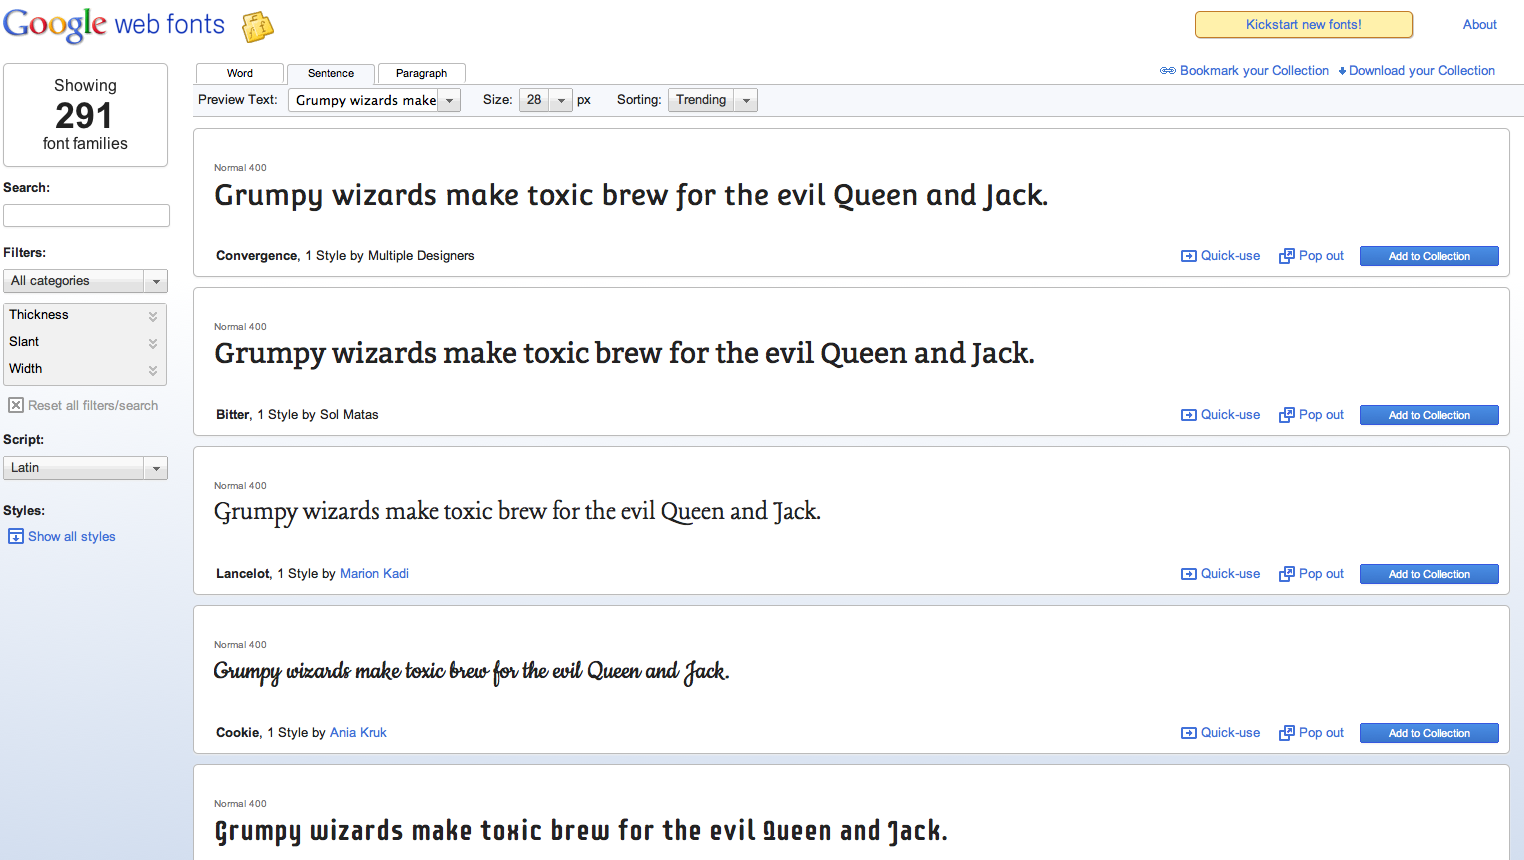 Google web fonts
Kickstart new fonts!
About
Showing
291
font families
Word
Sentence
Paragraph
Bookmark your Collection
Download your Collection
Preview Text:
Grumpy wizards make
Size:
28
px
Sorting:
Trending
Search:
Filters:
All categories
Thickness
Slant
Width
Reset all filters/search
Script:
Latin
Styles:
Show all styles
Normal 400
Grumpy wizards make toxic brew for the evil Queen and Jack.
Convergence, 1 Style by Multiple Designers
Quick-use
Pop out
Add to Collection
Normal 400
Grumpy wizards make toxic brew for the evil Queen and Jack.
Bitter, 1 Style by Sol Matas
Quick-use
Pop out
Add to Collection
Normal 400
Grumpy wizards make toxic brew for the evil Queen and Jack.
Lancelot, 1 Style by Marion Kadi
Quick-use
Pop out
Add to Collection
Normal 400
Grumpy wizards make toxic brew for the evil Queen and Jack.
Cookie, 1 Style by Ania Kruk
Quick-use
Pop out
Add to Collection
Normal 400
Grumpy wizards make toxic brew for the evil Queen and Jack.